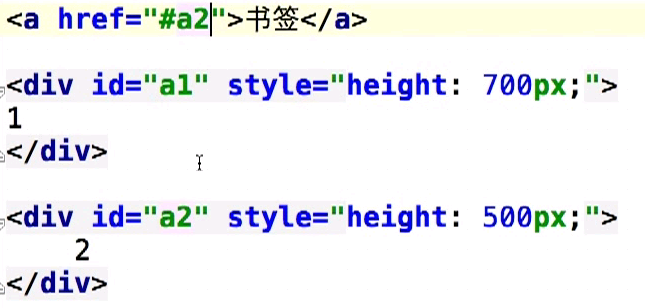 <a href="#a2">书签</a>
<div id="a1" style="height: 700px;">
1
</div>
<div id="a2" style="height: 500px;">
2
</div>